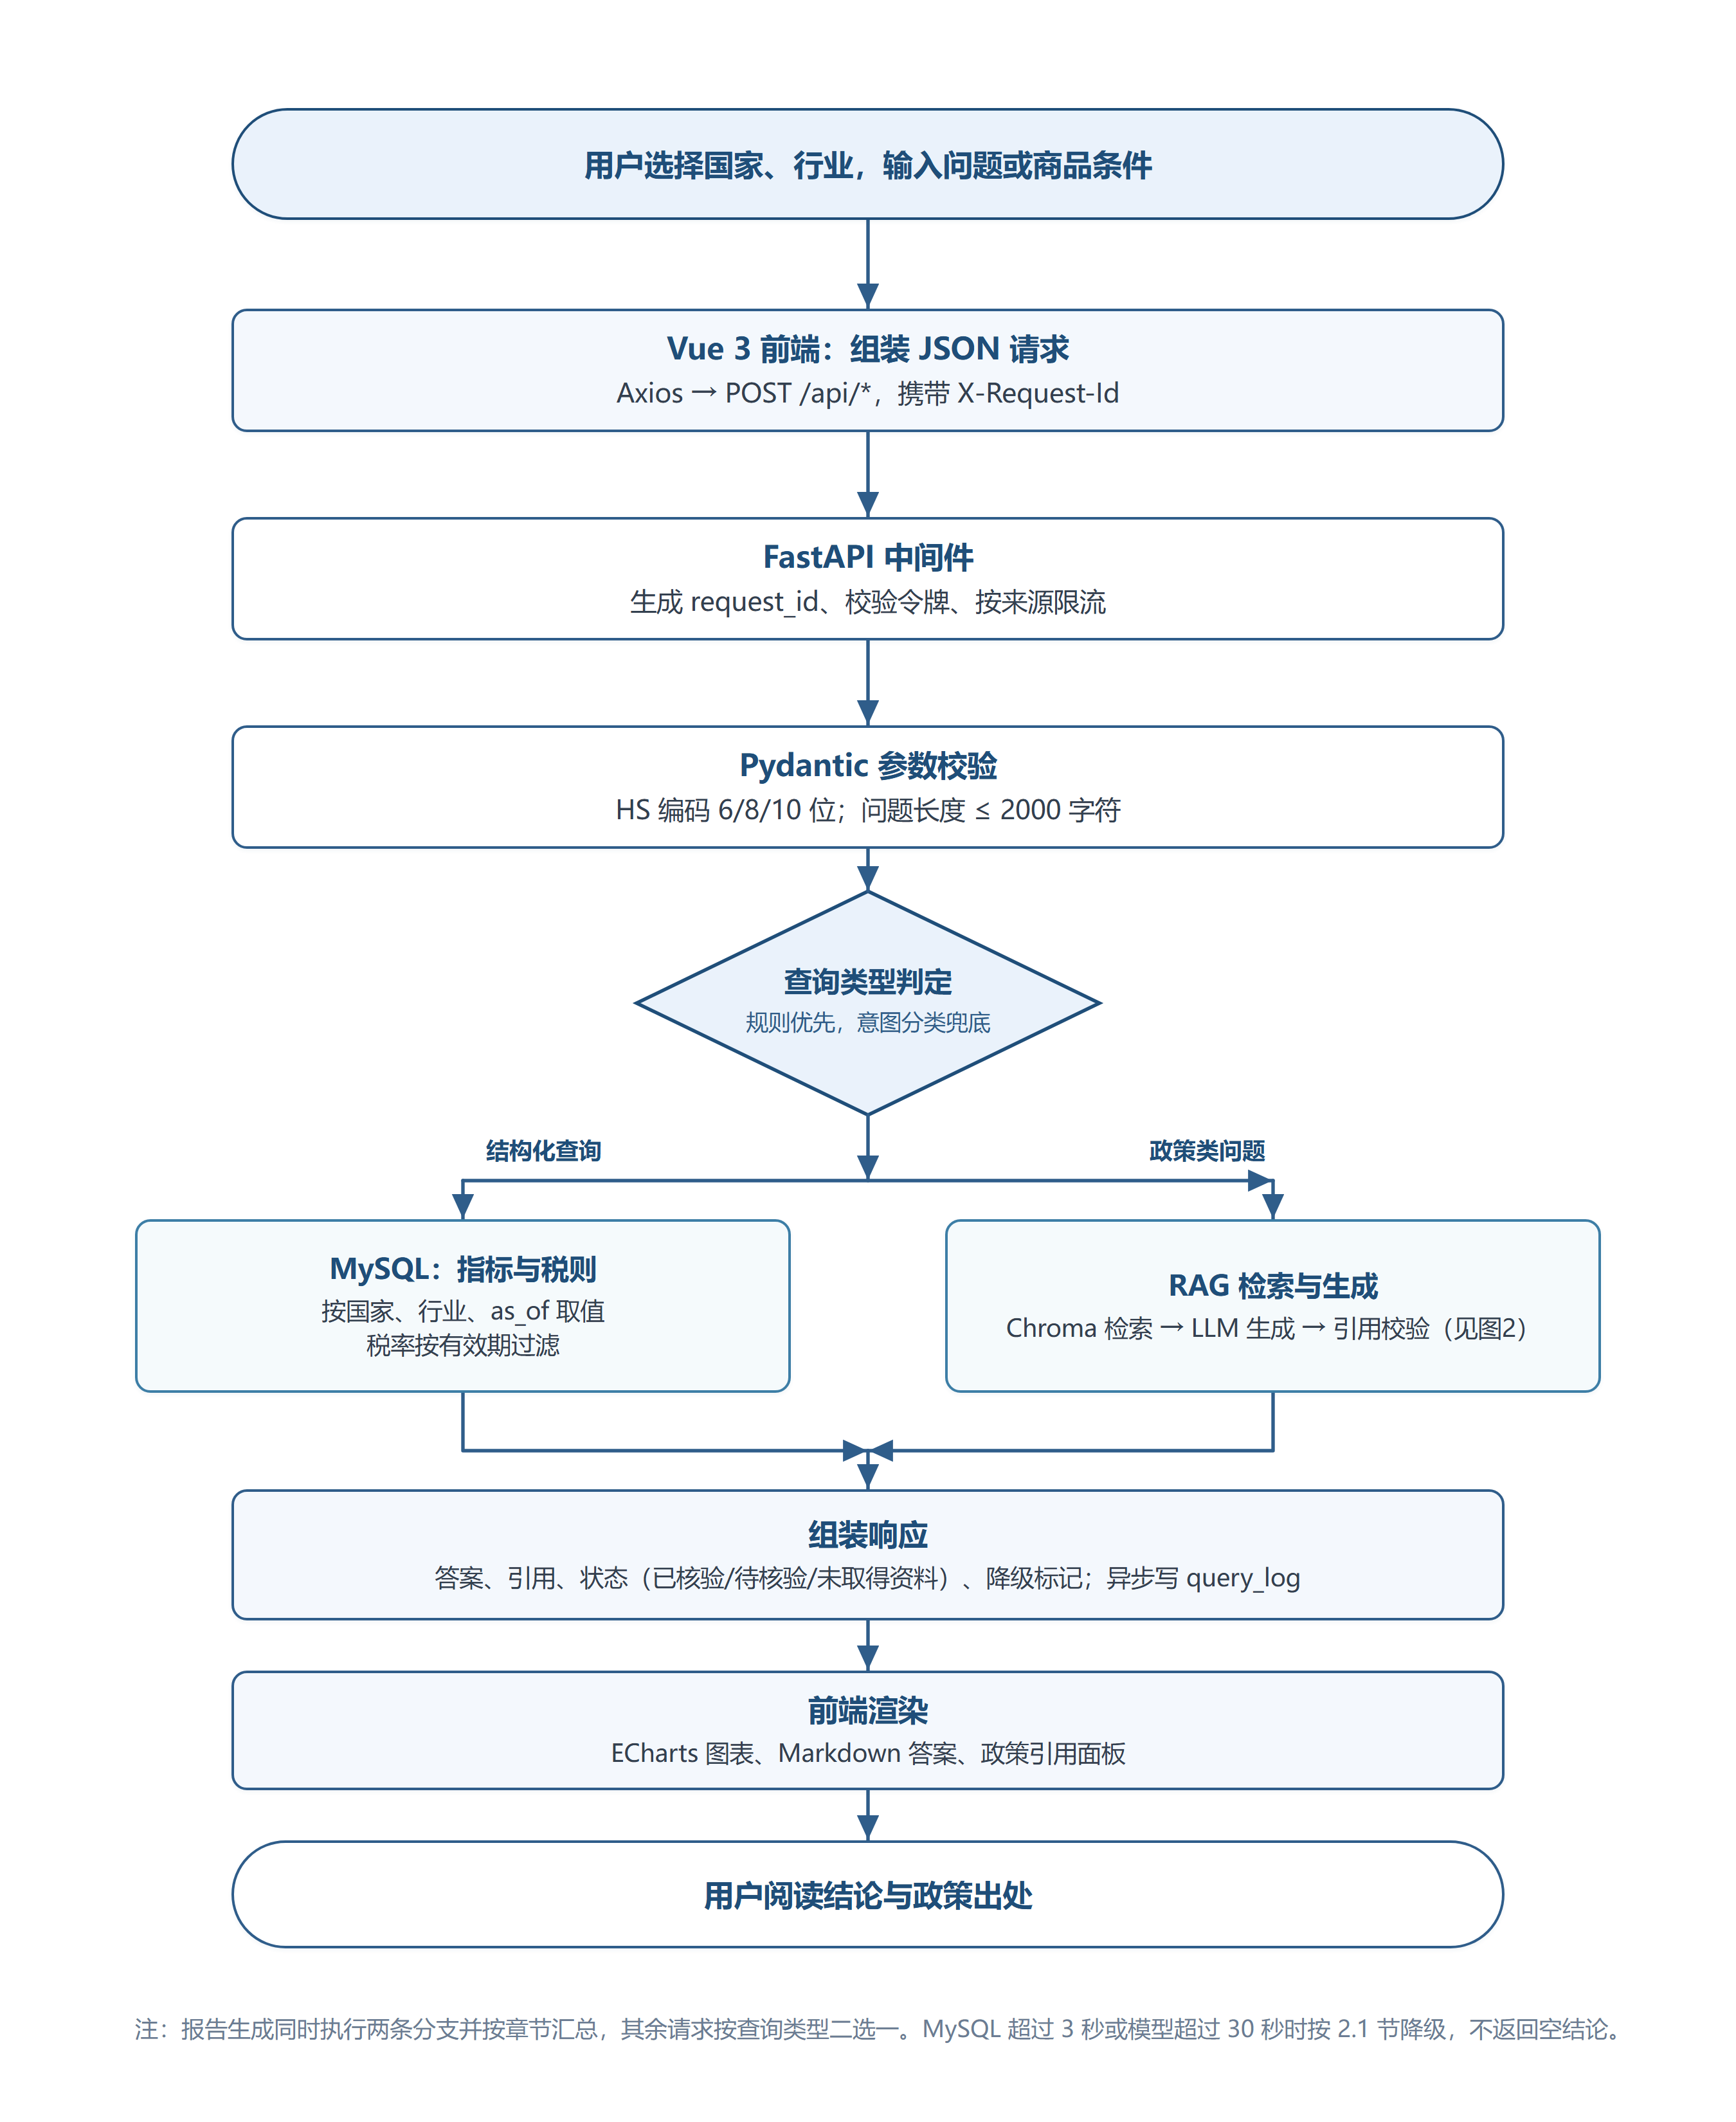 用户选择国家、行业，输入问题或商品条件
Vue 3 前端：组装 JSON 请求
Axios → POST /api/*，携带 X-Request-Id
FastAPI 中间件
生成 request_id、校验令牌、按来源限流
Pydantic 参数校验
HS 编码 6/8/10 位；问题长度 ≤ 2000 字符
查询类型判定
规则优先，意图分类兜底
结构化查询
政策类问题
MySQL：指标与税则
按国家、行业、as_of 取值
税率按有效期过滤
RAG 检索与生成
Chroma 检索 → LLM 生成 → 引用校验（见图2）
组装响应
答案、引用、状态（已核验/待核验/未取得资料）、降级标记；异步写 query_log
前端渲染
ECharts 图表、Markdown 答案、政策引用面板
用户阅读结论与政策出处
注：报告生成同时执行两条分支并按章节汇总，其余请求按查询类型二选一。MySQL 超过 3 秒或模型超过 30 秒时按 2.1 节降级，不返回空结论。